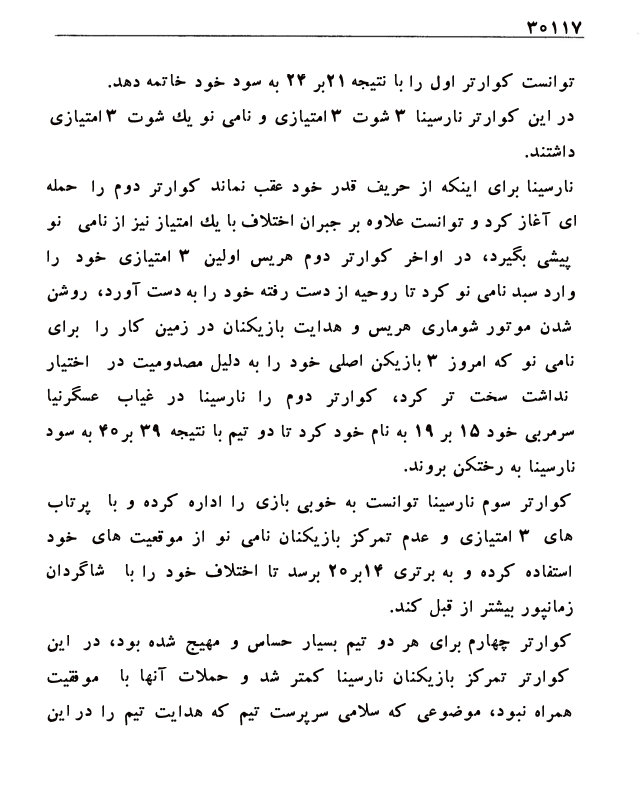 ۳۰۱۱۷
توانست کوارتر اول را با نتیجه ۲۱بر ۲۴ به سود خود خاتمه دهد.
در این کوارتر نارسینا ۳ شوت ۳ امتیازی و نامی نو یك شوت ۳ امتیازی
داشتند.
نارسینا برای اینکه از حریف قدر خود عقب نماند کوارتر دوم را حمله
ای آغاز کرد و توانست علاوه بر جبران اختلاف با یك امتیاز نیز از نامی نو
پیشی بگیرد، در اواخر کوارتر دوم هریس اولین ۳ امتیازی خود را
وارد سبد نامی نو کرد تا روحیه از دست رفته خود را به دست آورد، روشن
شدن موتور شوماری هریس و هدایت بازیکنان در زمین کار را برای
نامی نو که امروز ۳ بازیکن اصلی خود را به دلیل مصدومیت در اختیار
نداشت سخت تر کرد، کوارتر دوم را نارسینا در غیاب عسگرنیا
سرمربی خود ۱۵ بر ۱۹ به نام خود کرد تا دو تیم با نتیجه ۳۹ بر۴۰ به سود
نارسینا به رختکن بروند.
کوارتر سوم نارسینا توانست به خوبی بازی را اداره کرده و با پرتاب
های ۳ امتیازی و عدم تمرکز بازیکنان نامی نو از موقعیت های خود
استفاده کرده و به برتری ۱۴بر۲۰ برسد تا اختلاف خود را با شاگردان
زمانپور بیشتر از قبل کند.
کوارتر چهارم برای هر دو تیم بسیار حساس و مهیج شده بود، در این
کوارتر تمرکز بازیکنان نارسینا کمتر شد و حملات آنها با موفقیت
همراه نبود، موضوعی که سلامی سرپرست تیم که هدایت تیم را در این